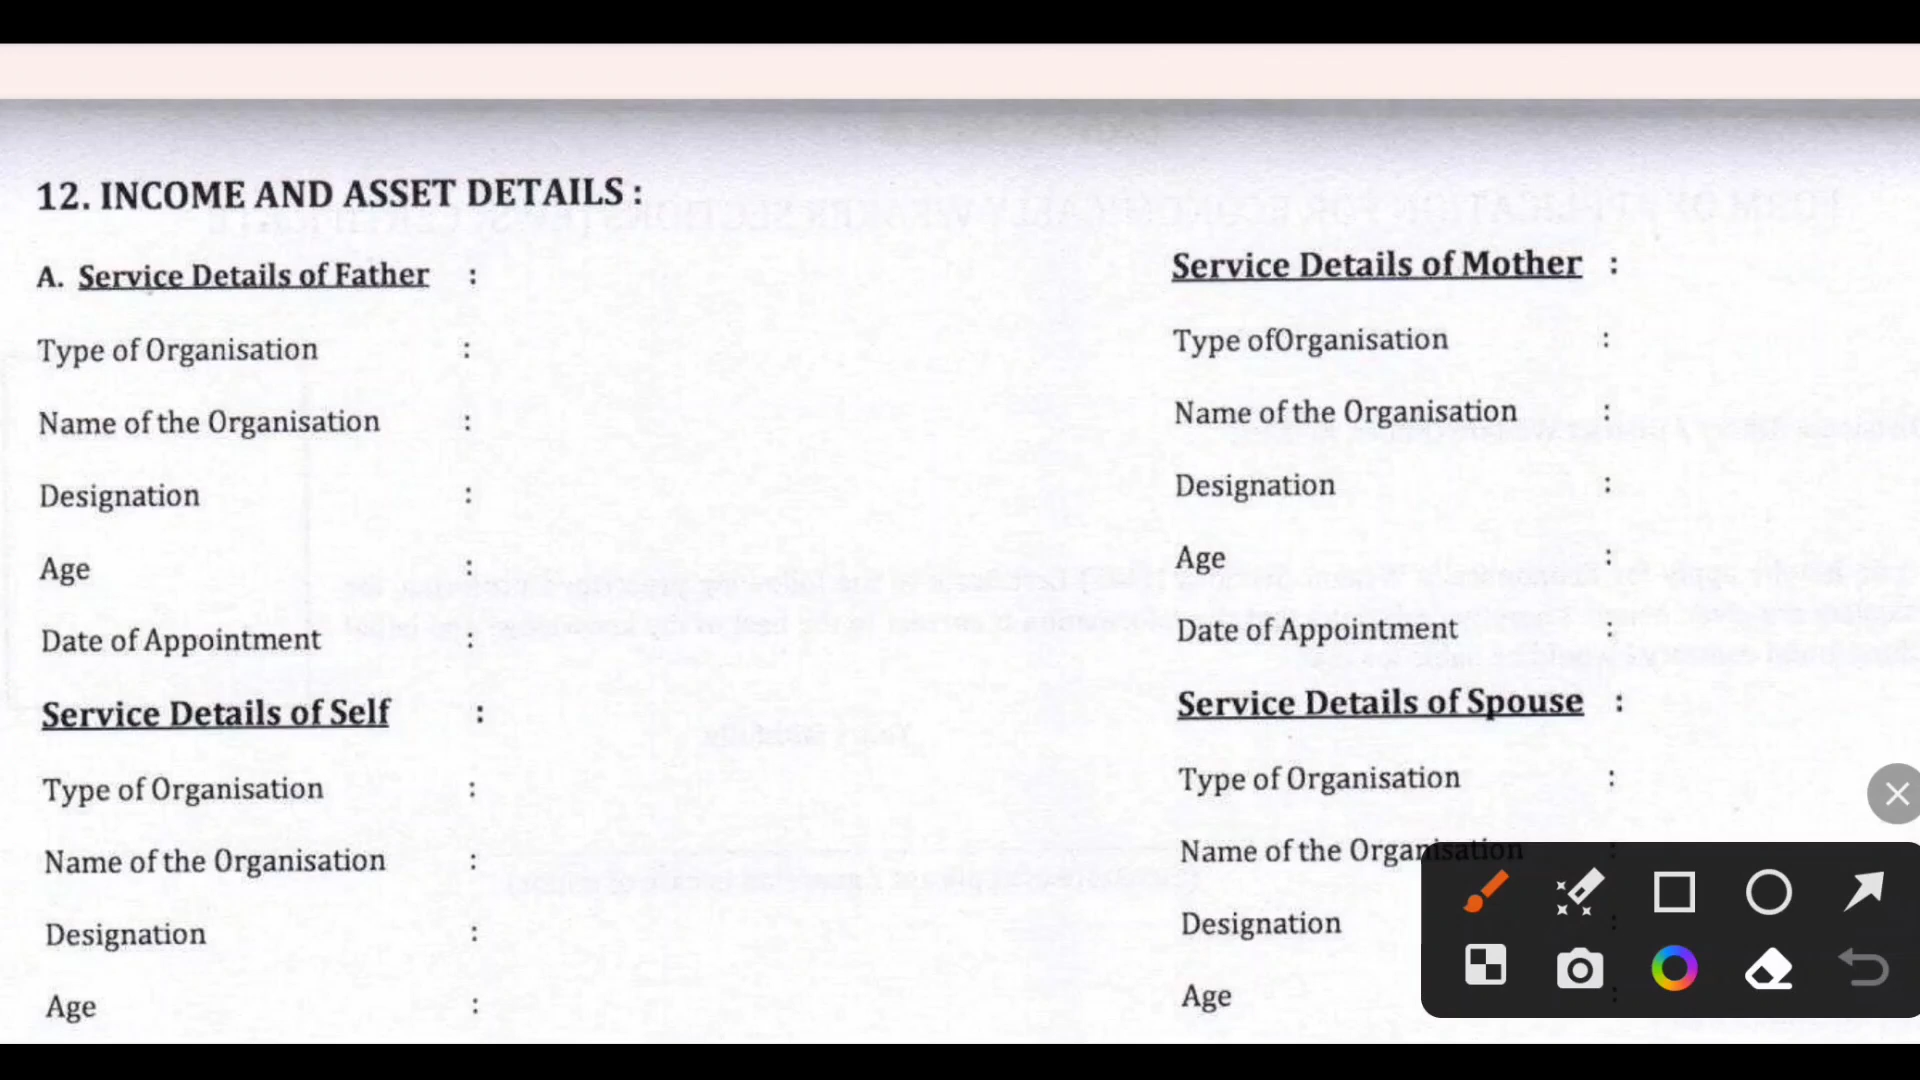 12. INCOME AND ASSET DETAILS :
A. Service Details of Father :
Type of Organisation :
Name of the Organisation :
Designation :
Age :
Date of Appointment :
Service Details of Self :
Type of Organisation :
Name of the Organisation :
Designation :
Age :
Service Details of Mother :
Type ofOrganisation :
Name of the Organisation :
Designation :
Age :
Date of Appointment :
Service Details of Spouse :
Type of Organisation :
Name of the Organisation :
Designation :
Age :